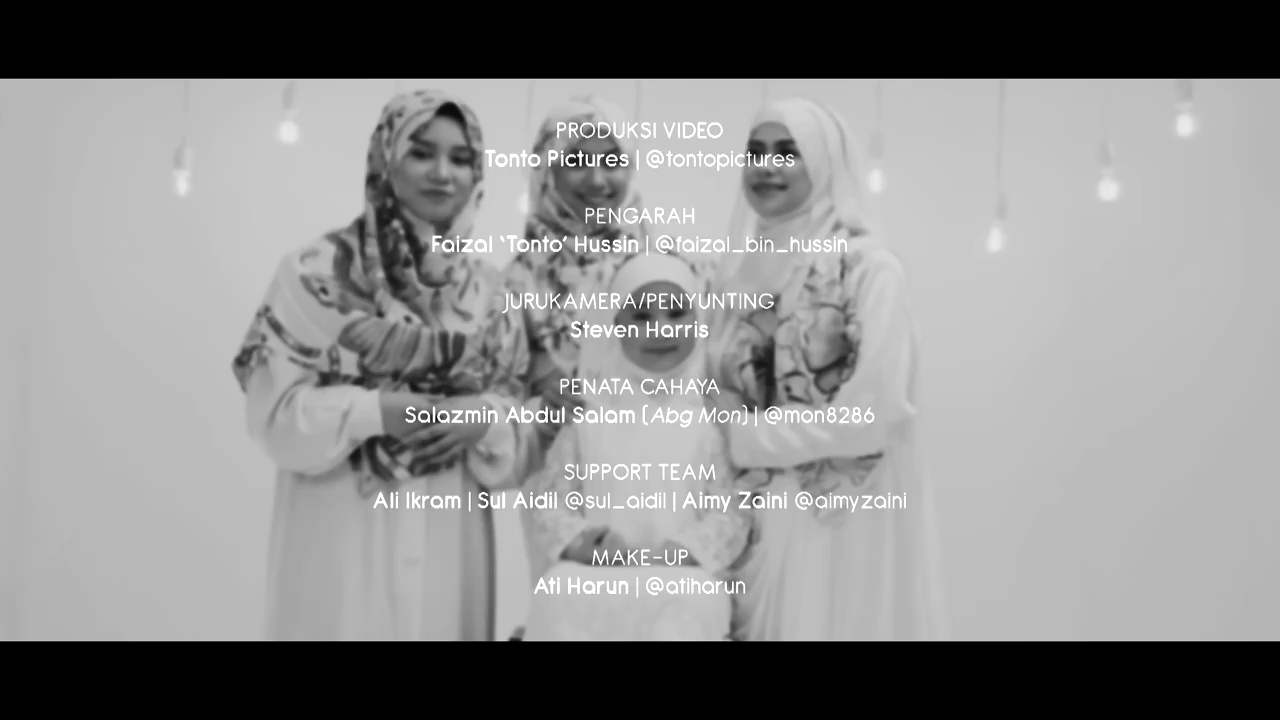 PRODUKSI VIDEO
Tonto Pictures | @tontopictures
PENGARAH
Faizal 'Tonto' Hussin | @faizal_bin_hussin
JURUKAMERA/PENYUNTING
Steven Harris
PENATA CAHAYA
Salazmin Abdul Salam (Abg Mon) | @mon8286
SUPPORT TEAM
Ali Ikram | Sul Aidil @sul_aidil | Aimy Zaini @aimyzaini
MAKE-UP
Ati Harun | @atiharun